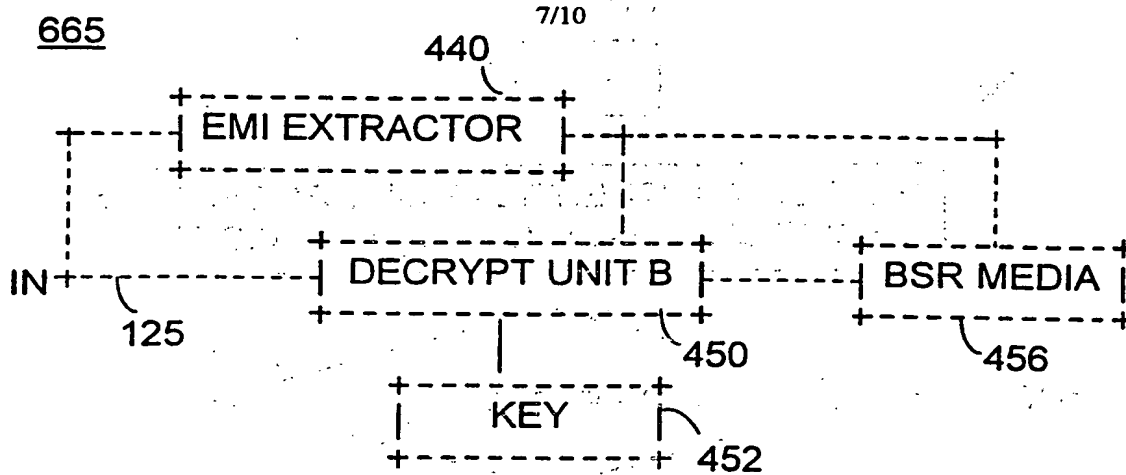 7/10
665
440
EMI EXTRACTOR
IN
125
DECRYPT UNIT B
450
BSR MEDIA
456
KEY
452